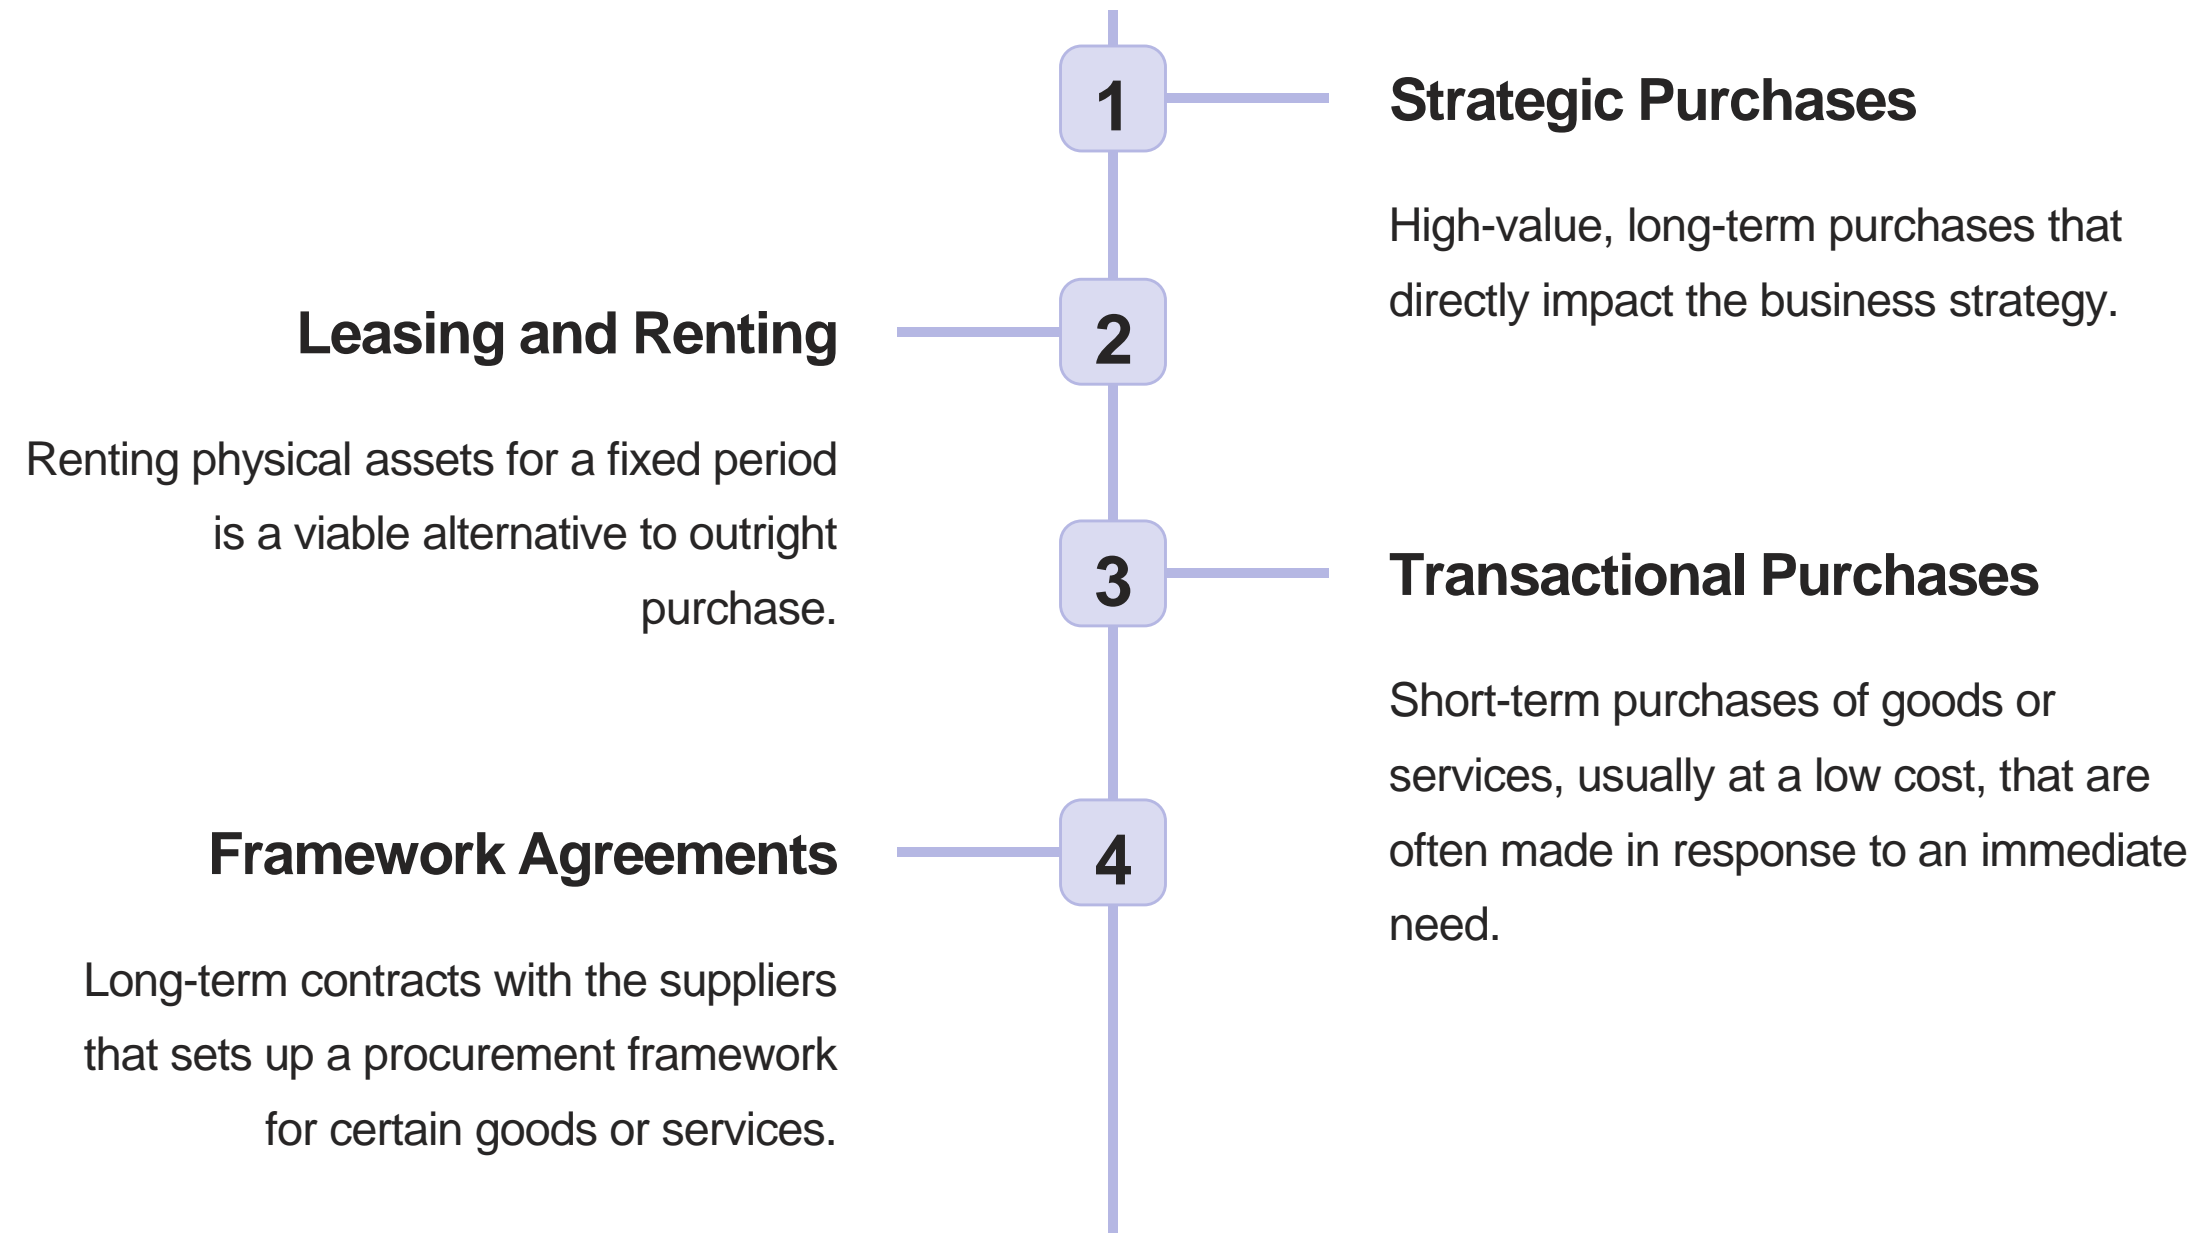 1
Strategic Purchases
High-value, long-term purchases that
directly impact the business strategy.
2
Leasing and Renting
Renting physical assets for a fixed period
is a viable alternative to outright
purchase.
3
Transactional Purchases
Short-term purchases of goods or
services, usually at a low cost, that are
often made in response to an immediate
need.
4
Framework Agreements
Long-term contracts with the suppliers
that sets up a procurement framework
for certain goods or services.